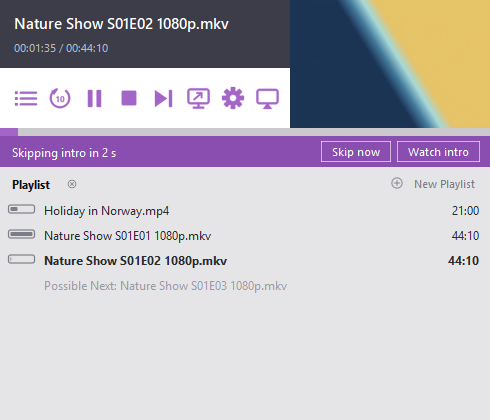 Nature Show S01E02 1080p.mkv
00:01:35 / 00:44:10
10
Skipping intro in 2 s
Skip now
Watch intro
Playlist
New Playlist
Holiday in Norway.mp4 21:00
Nature Show S01E01 1080p.mkv 44:10
Nature Show S01E02 1080p.mkv 44:10
Possible Next: Nature Show S01E03 1080p.mkv